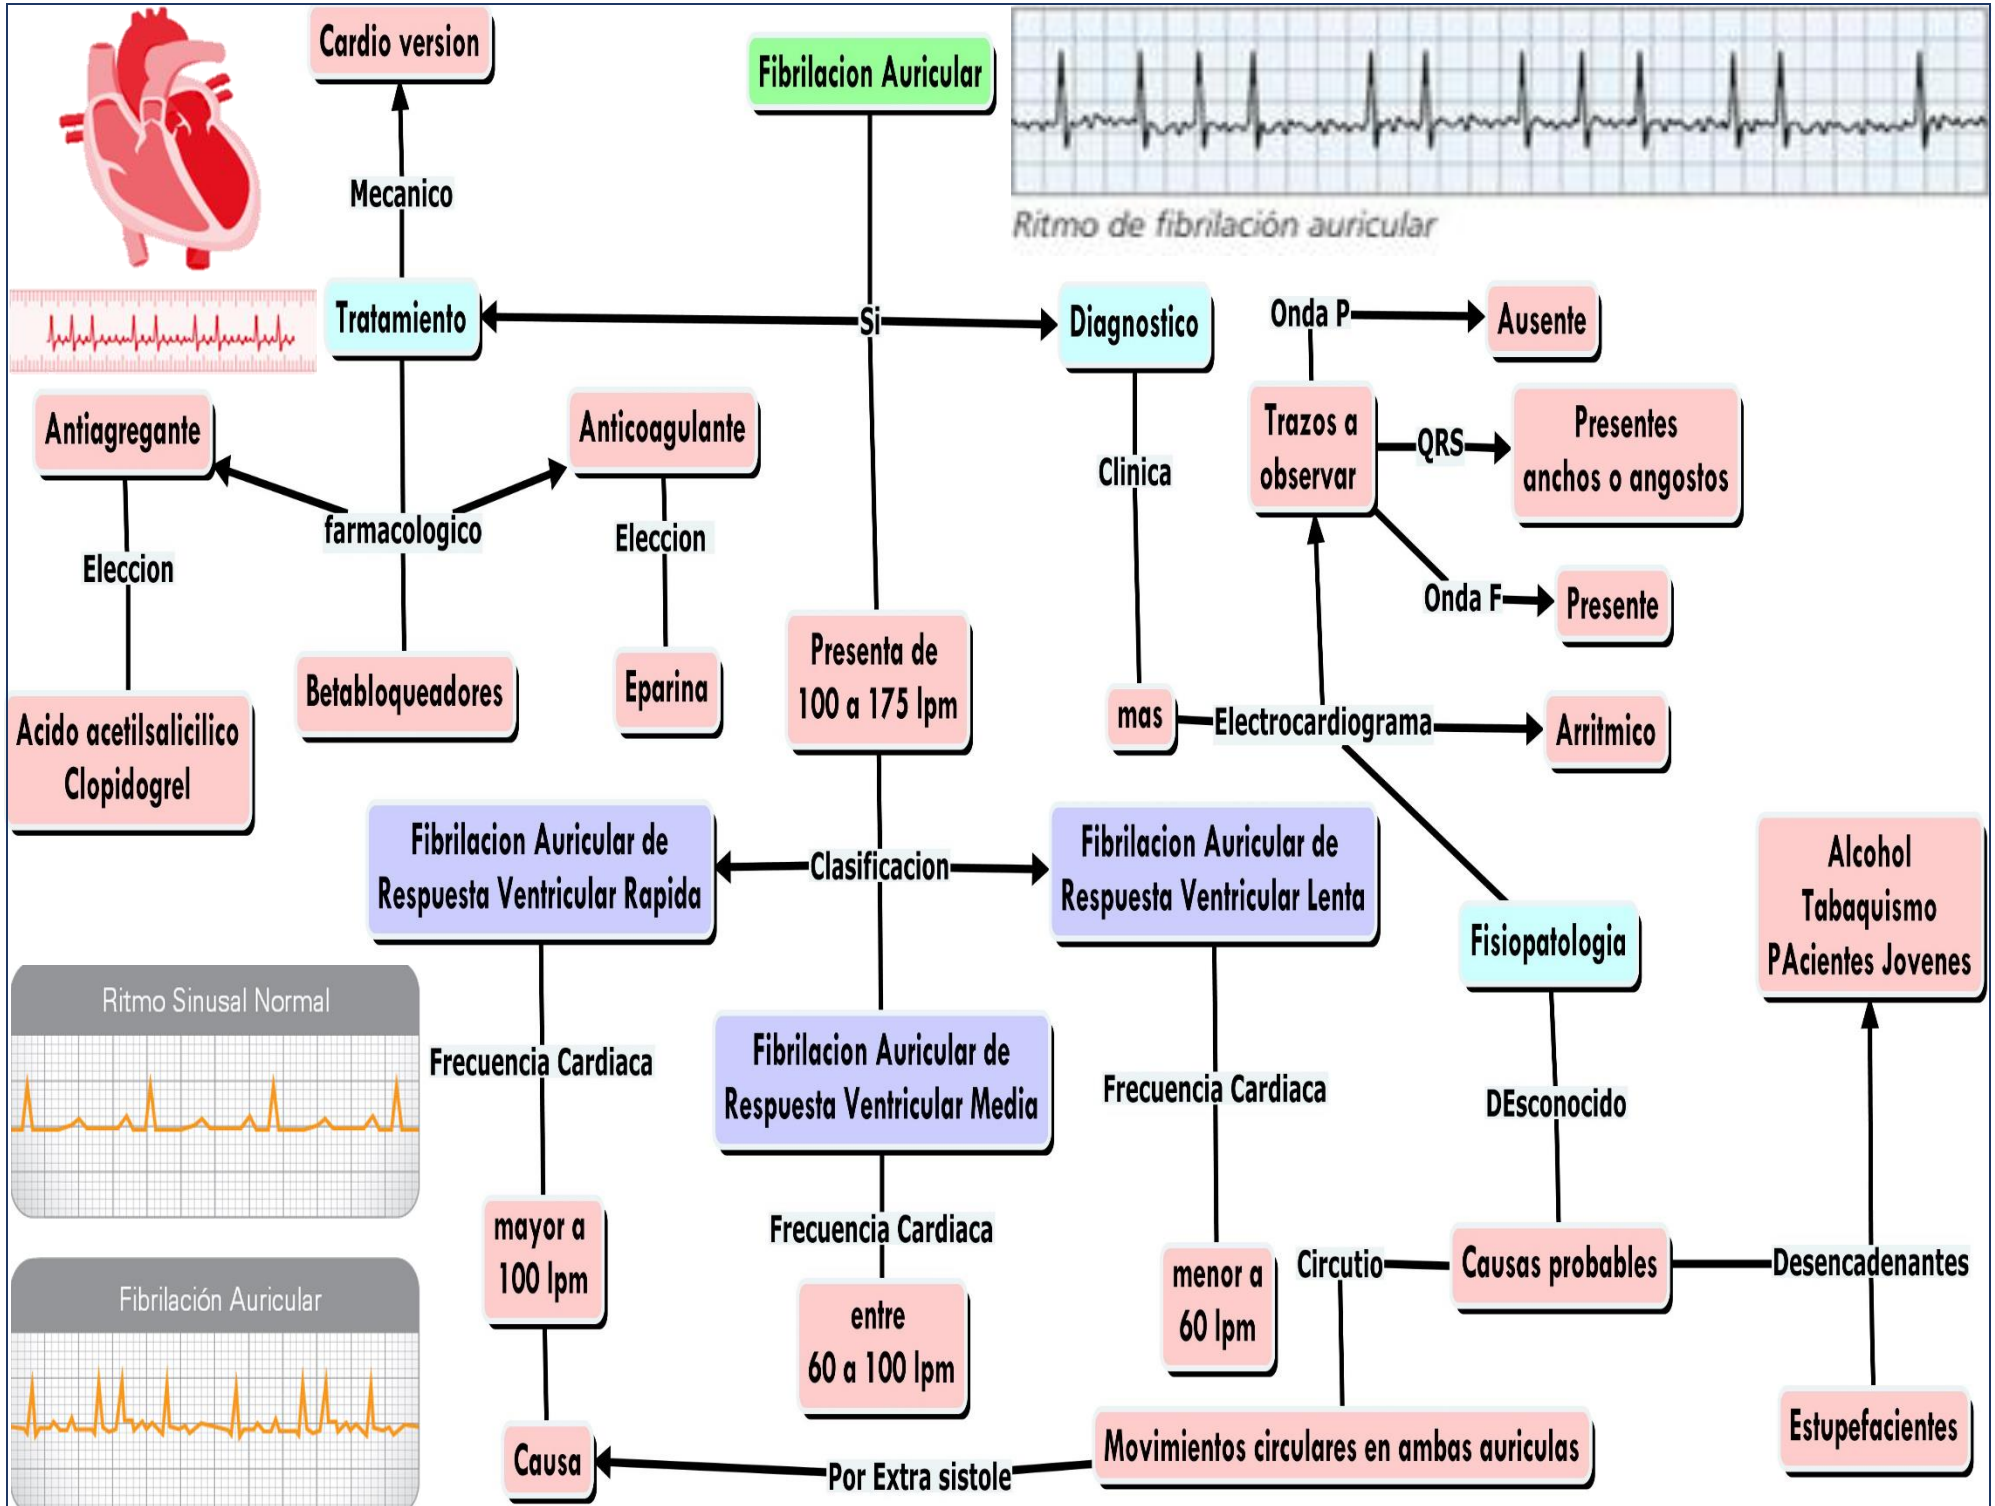 Cardio version
Fibrilacion Auricular
Ritmo de fibrilación auricular
Mecanico
Tratamiento
Si
Diagnostico
Onda P
Ausente
Antiagregante
Anticoagulante
Trazos a
observar
QRS
Presentes
anchos o angostos
Clinica
farmacologico
Eleccion
Eleccion
Onda F
Presente
Acido acetilsalicilico
Clopidogrel
Betabloqueadores
Eparina
Presenta de
100 a 175 lpm
mas
Electrocardiograma
Arritmico
Fibrilacion Auricular de
Respuesta Ventricular Rapida
Clasificacion
Fibrilacion Auricular de
Respuesta Ventricular Lenta
Alcohol
Tabaquismo
PAcientes Jovenes
Fisiopatologia
Ritmo Sinusal Normal
Frecuencia Cardiaca
Fibrilacion Auricular de
Respuesta Ventricular Media
Frecuencia Cardiaca
DEsconocido
mayor a
100 lpm
Frecuencia Cardiaca
menor a
60 lpm
Circutio
Causas probables
Desencadenantes
Fibrilación Auricular
entre
60 a 100 lpm
Causa
Por Extra sistole
Movimientos circulares en ambas auriculas
Estupefacientes